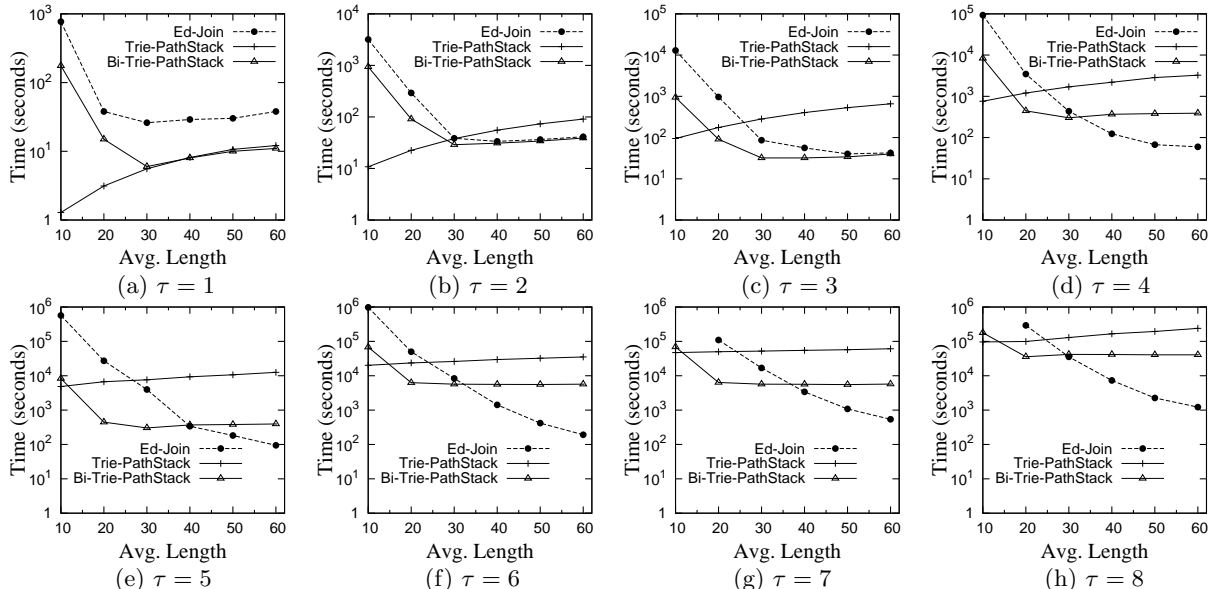 Time (seconds)
10^3
10^2
10^1
1
10 20 30 40 50 60
Avg. Length
Ed-Join
Trie-PathStack
Bi-Trie-PathStack
(a) τ = 1
Time (seconds)
10^4
10^3
10^2
10^1
1
10 20 30 40 50 60
Avg. Length
Ed-Join
Trie-PathStack
Bi-Trie-PathStack
(b) τ = 2
Time (seconds)
10^5
10^4
10^3
10^2
10^1
1
10 20 30 40 50 60
Avg. Length
Ed-Join
Trie-PathStack
Bi-Trie-PathStack
(c) τ = 3
Time (seconds)
10^5
10^4
10^3
10^2
10^1
1
10 20 30 40 50 60
Avg. Length
Ed-Join
Trie-PathStack
Bi-Trie-PathStack
(d) τ = 4
Time (seconds)
10^6
10^5
10^4
10^3
10^2
10^1
1
10 20 30 40 50 60
Avg. Length
Ed-Join
Trie-PathStack
Bi-Trie-PathStack
(e) τ = 5
Time (seconds)
10^6
10^5
10^4
10^3
10^2
10^1
1
10 20 30 40 50 60
Avg. Length
Ed-Join
Trie-PathStack
Bi-Trie-PathStack
(f) τ = 6
Time (seconds)
10^6
10^5
10^4
10^3
10^2
10^1
1
10 20 30 40 50 60
Avg. Length
Ed-Join
Trie-PathStack
Bi-Trie-PathStack
(g) τ = 7
Time (seconds)
10^6
10^5
10^4
10^3
10^2
10^1
1
10 20 30 40 50 60
Avg. Length
Ed-Join
Trie-PathStack
Bi-Trie-PathStack
(h) τ = 8